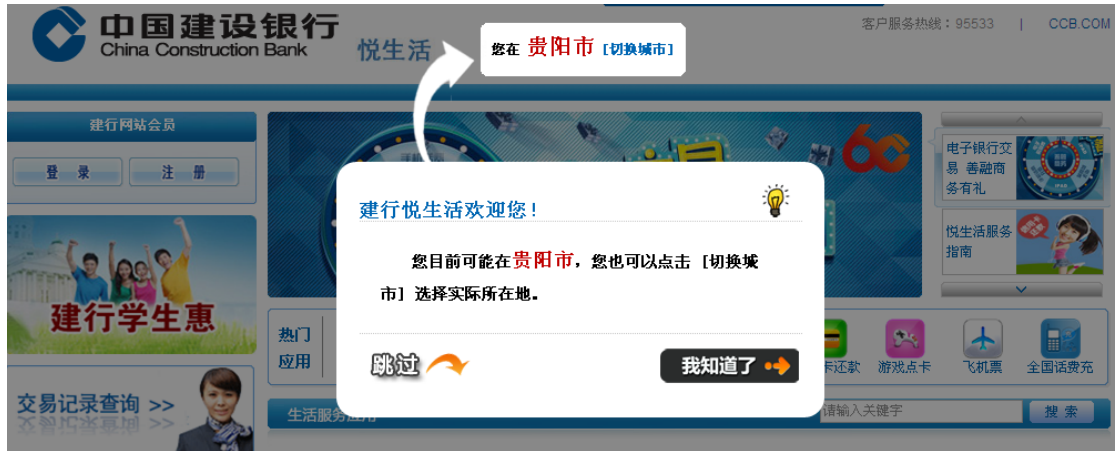 中国建设银行
China Construction Bank
悦生活
您在 贵阳市 [切换城市]
客户服务热线：95533 | CCB.COM
建行网站会员
登 录
注 册
60
电子银行交
易 善融商
务有礼
悦生活服务
指南
建行学生惠
建行悦生活欢迎您！
您目前可能在贵阳市，您也可以点击 [切换城
市] 选择实际所在地。
跳过
我知道了
热门
应用
卡还款
游戏点卡
飞机票
全国话费充
交易记录查询 >>
生活服务应用
请输入关键字
搜 索